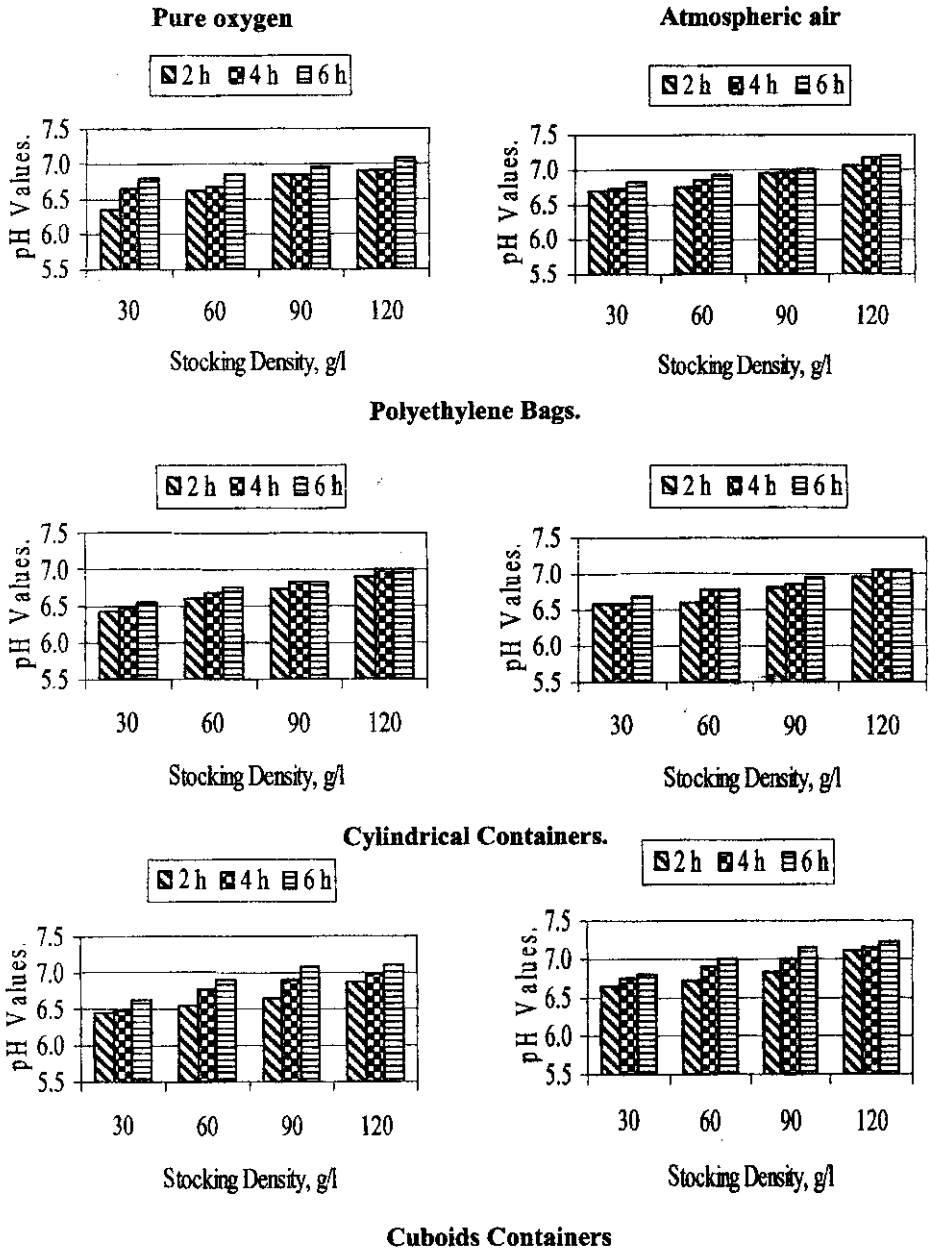 Pure oxygen
Atmospheric air
2 h 4 h 6 h
7.5
7.0
6.5
6.0
5.5
pH Values.
30 60 90 120
Stocking Density, g/l
2 h 4 h 6 h
7.5
7.0
6.5
6.0
5.5
pH Values.
30 60 90 120
Stocking Density, g/l
Polyethylene Bags.
2 h 4 h 6 h
7.5
7.0
6.5
6.0
5.5
pH Values.
30 60 90 120
Stocking Density, g/l
2 h 4 h 6 h
7.5
7.0
6.5
6.0
5.5
pH Values.
30 60 90 120
Stocking Density, g/l
Cylindrical Containers.
2 h 4 h 6 h
7.5
7.0
6.5
6.0
5.5
pH Values.
30 60 90 120
Stocking Density, g/l
2 h 4 h 6 h
7.5
7.0
6.5
6.0
5.5
pH Values.
30 60 90 120
Stocking Density, g/l
Cuboids Containers